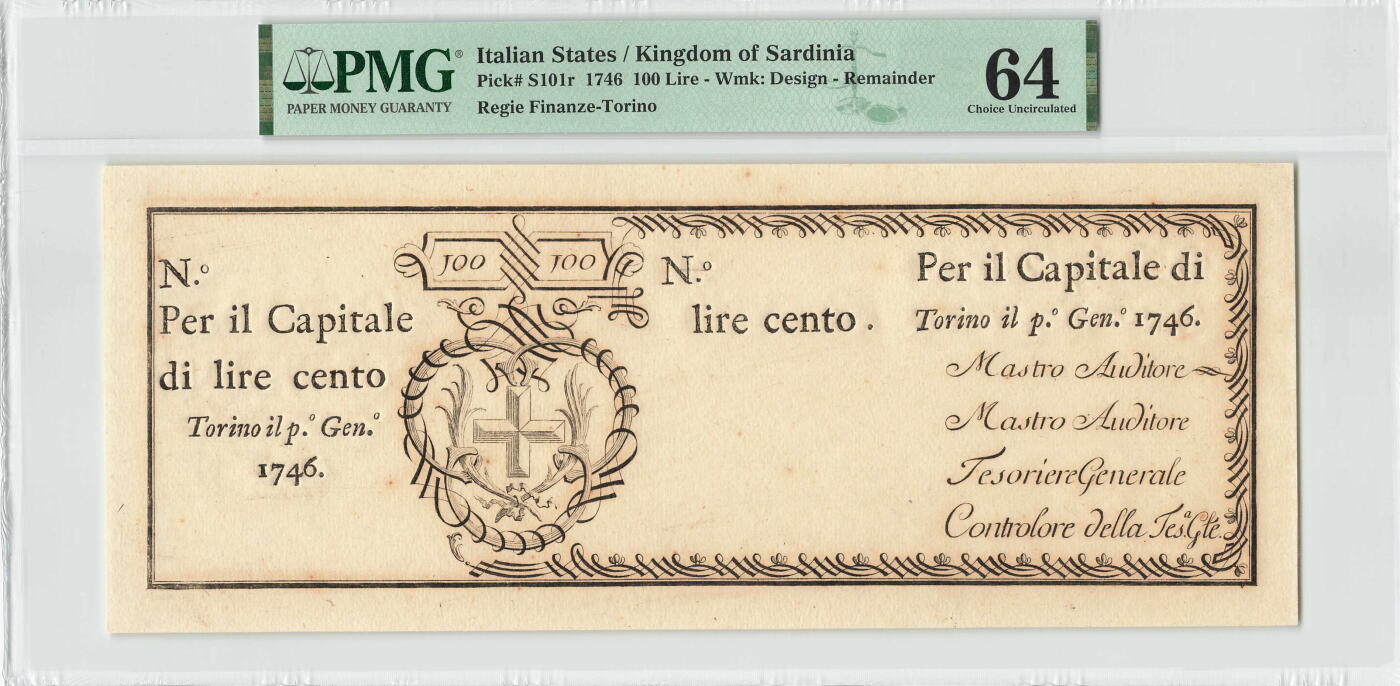 PMG®
PAPER MONEY GUARANTY
Italian States / Kingdom of Sardinia
Pick# S101r 1746 100 Lire - Wmk: Design - Remainder
Regie Finanze-Torino
64
Choice Uncirculated
N.º
Per il Capitale
di lire cento
Torino il p.º Gen.º
1746.
100 100
N.º
lire cento .
Per il Capitale di
Torino il p.º Gen.º 1746.
Mastro Auditore
Mastro Auditore
Tesoriere Generale
Controlore della Tes.ª Gle.